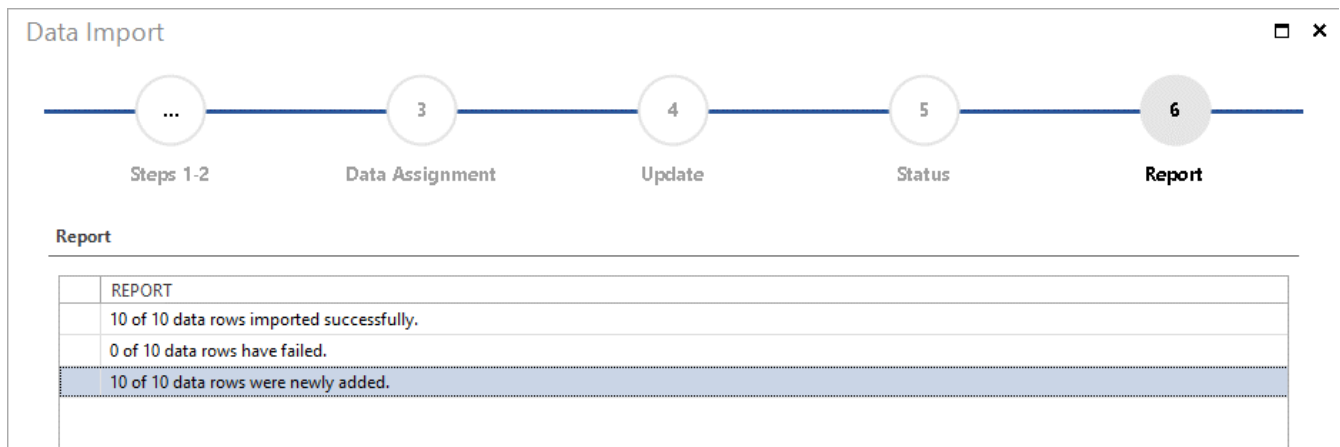 Data Import
... 3 4 5 6
Steps 1-2 Data Assignment Update Status Report
Report
REPORT
10 of 10 data rows imported successfully.
0 of 10 data rows have failed.
10 of 10 data rows were newly added.